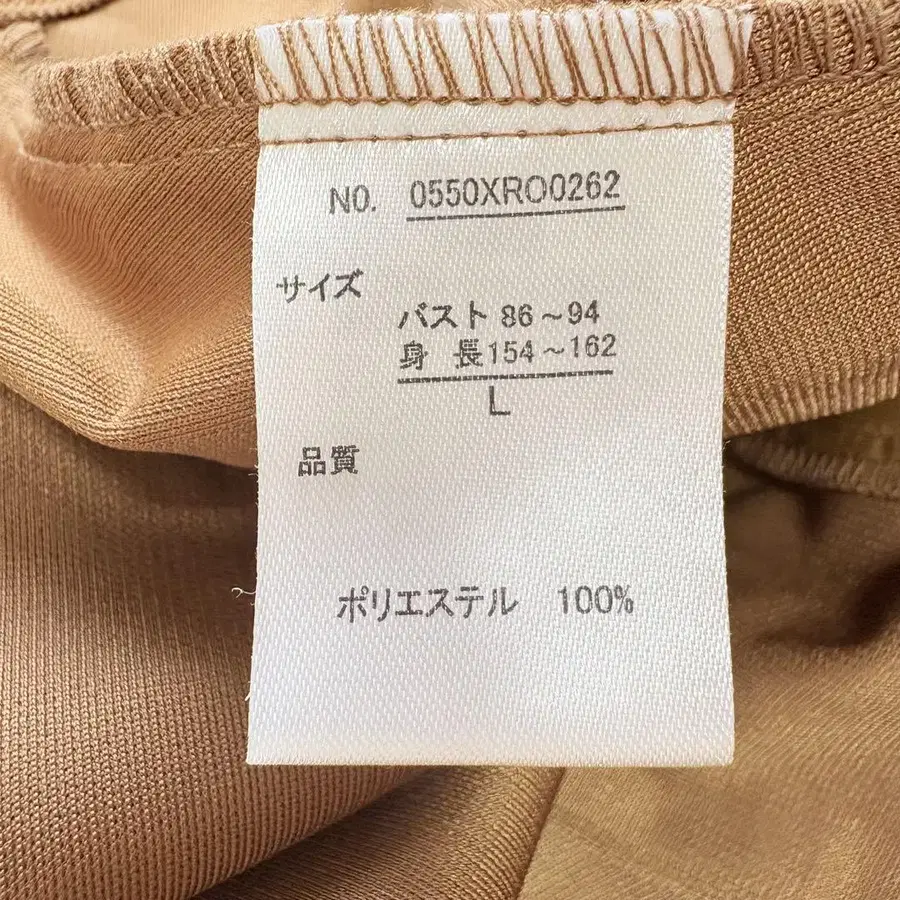 NO. 0550XRO0262
サイズ
バスト 86～94
身 長 154～162
L
品質
ポリエステル 100%